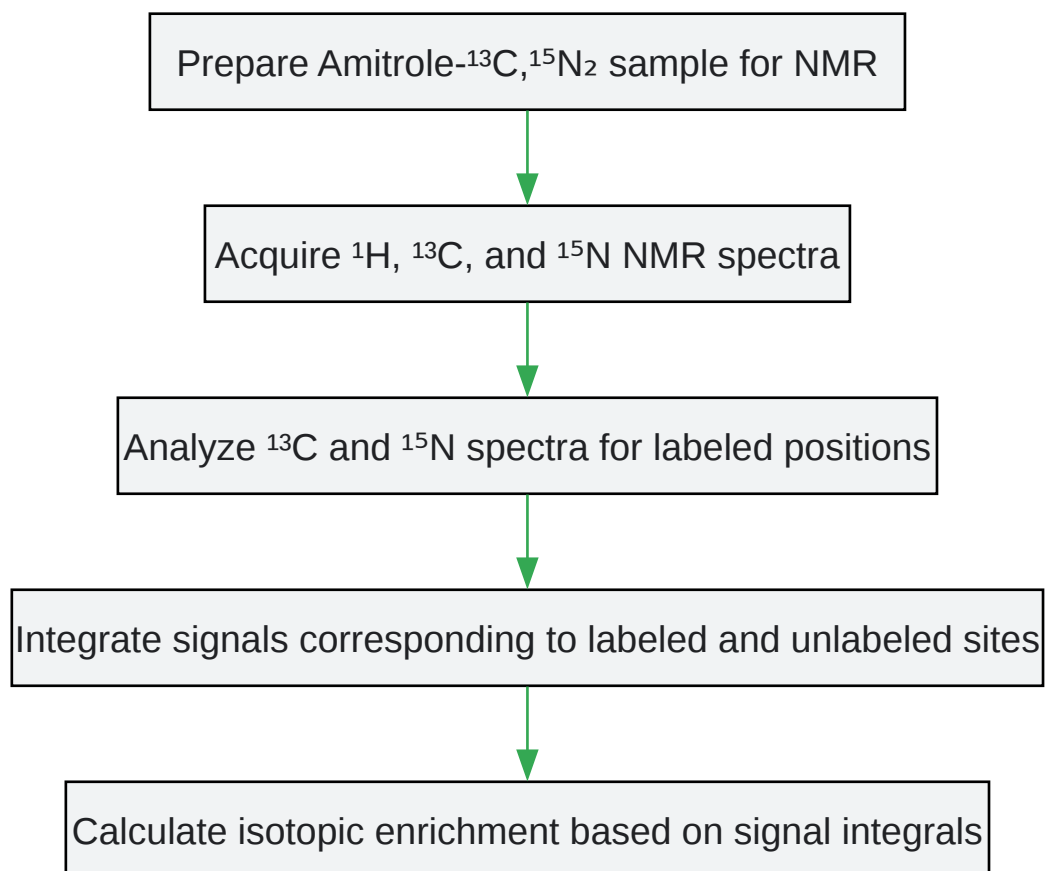 Prepare Amitrole-¹³C,¹⁵N₂ sample for NMR
Acquire ¹H, ¹³C, and ¹⁵N NMR spectra
Analyze ¹³C and ¹⁵N spectra for labeled positions
Integrate signals corresponding to labeled and unlabeled sites
Calculate isotopic enrichment based on signal integrals